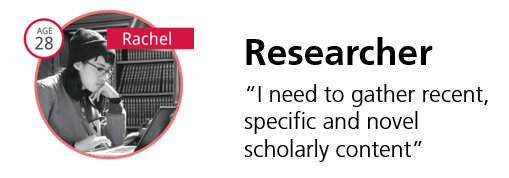 AGE
28
Rachel
Researcher
“I need to gather recent,
specific and novel
scholarly content”